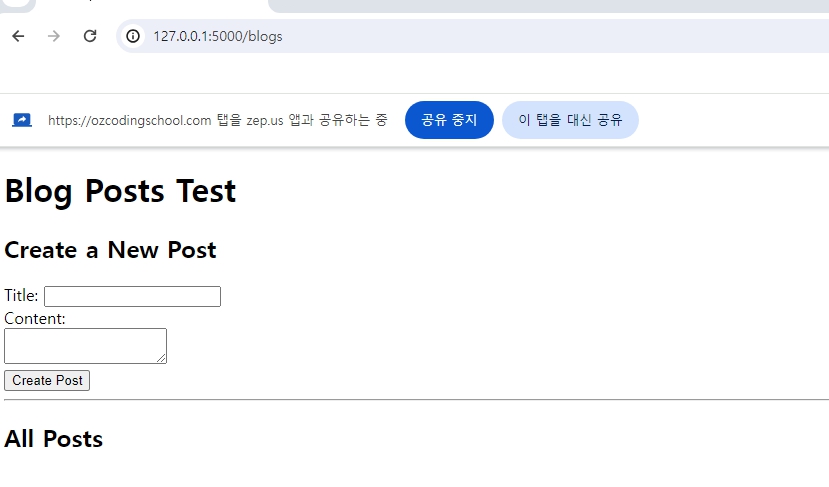 127.0.0.1:5000/blogs
https://ozcodingschool.com 탭을 zep.us 앱과 공유하는 중 공유 중지 이 탭을 대신 공유
Blog Posts Test
Create a New Post
Title:
Content:
Create Post
All Posts